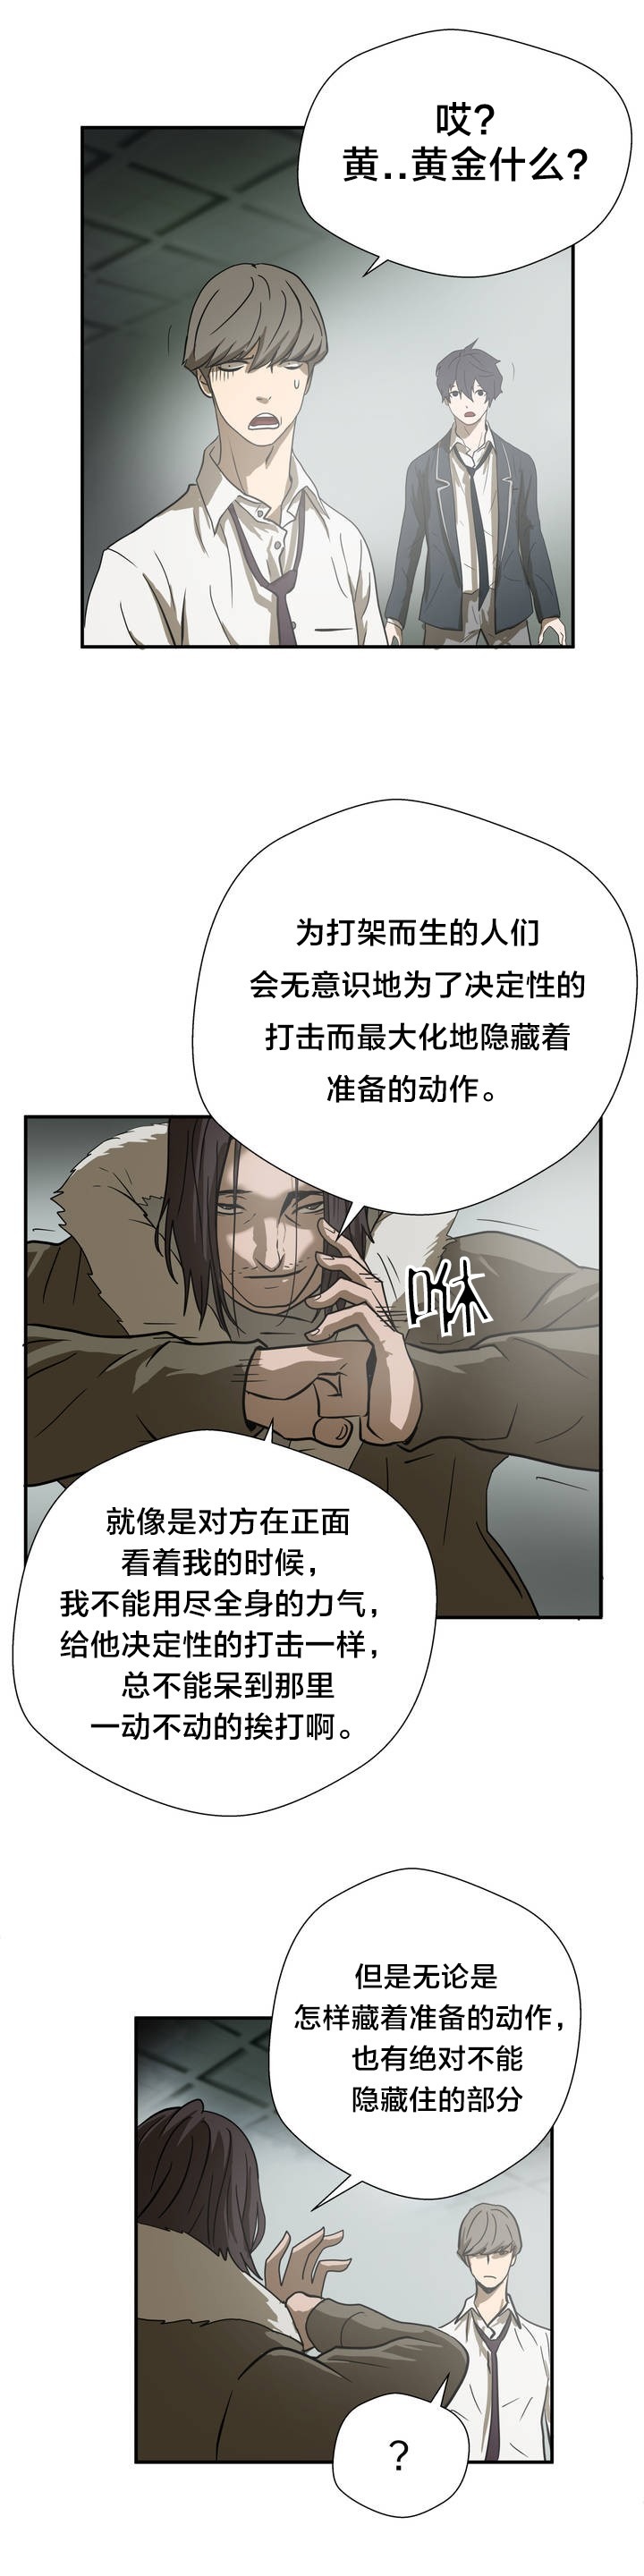 哎?
黄..黄金什么?
为打架而生的人们
会无意识地为了决定性的
打击而最大化地隐藏着
准备的动作。
咻
就像是对方在正面
看着我的时候，
我不能用尽全身的力气，
给他决定性的打击一样，
总不能呆到那里
一动不动的挨打啊。
但是无论是
怎样藏着准备的动作，
也有绝对不能
隐藏住的部分
?